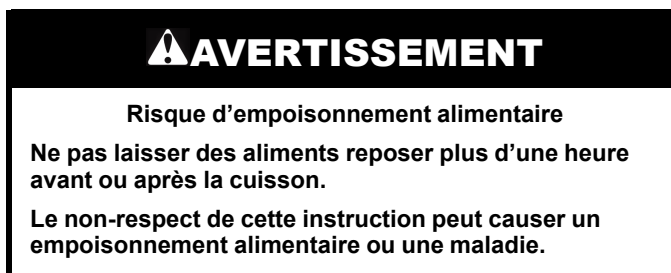 AVERTISSEMENT
Risque d’empoisonnement alimentaire
Ne pas laisser des aliments reposer plus d’une heure
avant ou après la cuisson.
Le non-respect de cette instruction peut causer un
empoisonnement alimentaire ou une maladie.